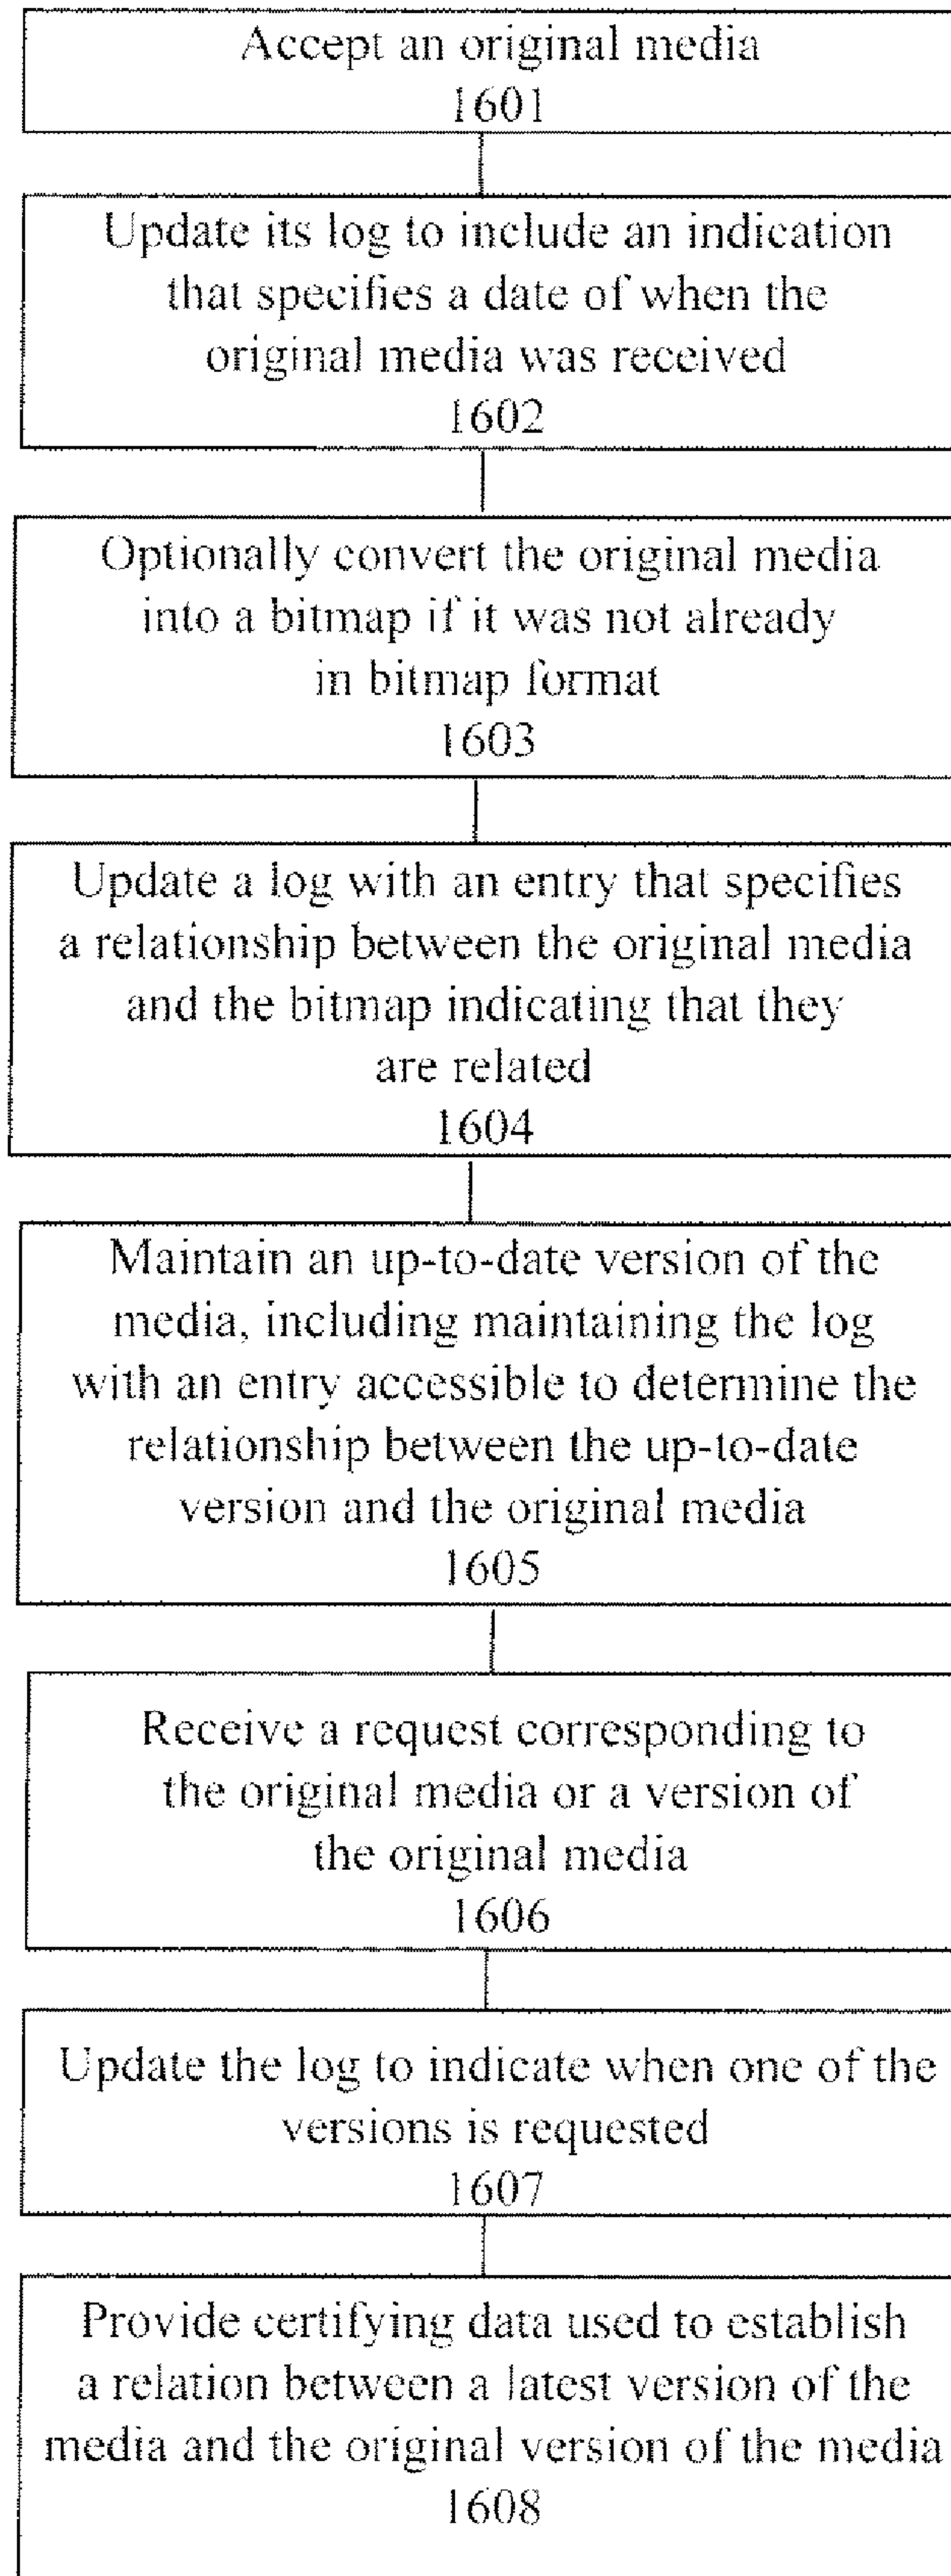 Accept an original media
1601
Update its log to include an indication
that specifies a date of when the
original media was received
1602
Optionally convert the original media
into a bitmap if it was not already
in bitmap format
1603
Update a log with an entry that specifies
a relationship between the original media
and the bitmap indicating that they
are related
1604
Maintain an up-to-date version of the
media, including maintaining the log
with an entry accessible to determine the
relationship between the up-to-date
version and the original media
1605
Receive a request corresponding to
the original media or a version of
the original media
1606
Update the log to indicate when one of the
versions is requested
1607
Provide certifying data used to establish
a relation between a latest version of the
media and the original version of the media
1608